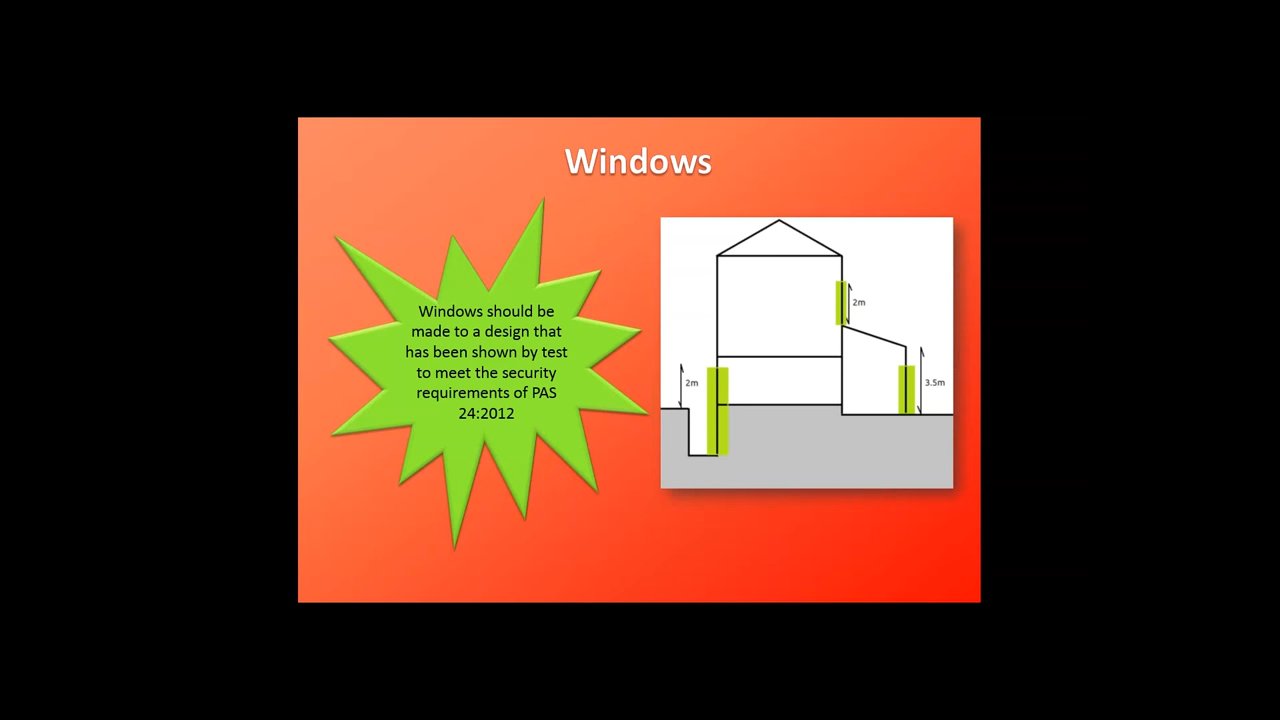 Windows
Windows should be
made to a design that
has been shown by test
to meet the security
requirements of PAS
24:2012
2m
2m
3.5m